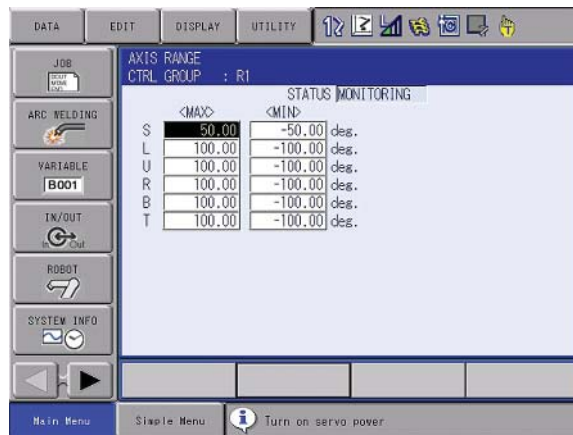 DATA EDIT DISPLAY UTILITY
JOB
ARC WELDING
VARIABLE
B001
IN/OUT
In Out
ROBOT
SYSTEM INFO
AXIS RANGE
CTRL GROUP : R1
STATUS MONITORING
<MAX> <MIN>
S 50.00 -50.00 deg.
L 100.00 -100.00 deg.
U 100.00 -100.00 deg.
R 100.00 -100.00 deg.
B 100.00 -100.00 deg.
T 100.00 -100.00 deg.
Main Menu Simple Menu Turn on servo power